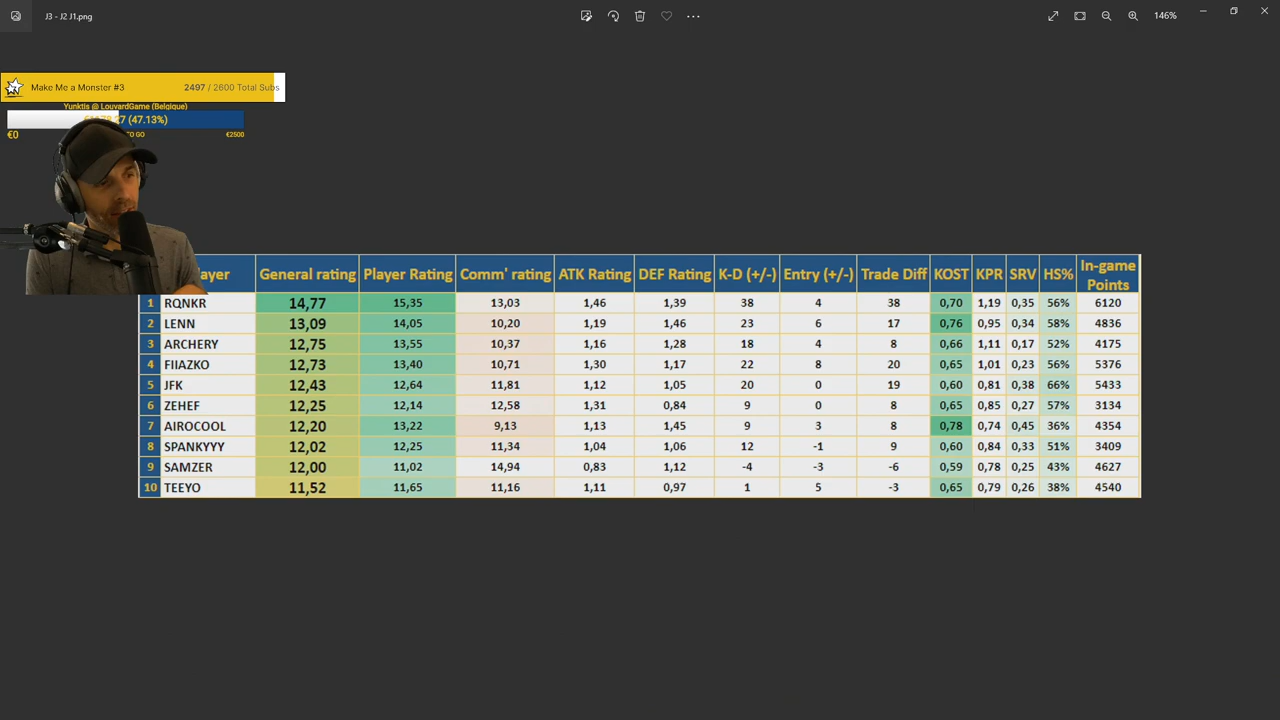 J3 - J2 J1.png
146%
Make Me a Monster #3 2497 / 2600 Total Subs
Yunktis @ LouvardGame (Belgique)
(47.13%)
€0 TO GO €2500
General rating Player Rating Comm' rating ATK Rating DEF Rating K-D (+/-) Entry (+/-) Trade Diff KOST KPR SRV HS% In-game Points
1 RQNKR 14,77 15,35 13,03 1,46 1,39 38 4 38 0,70 1,19 0,35 56% 6120
2 LENN 13,09 14,05 10,20 1,19 1,46 23 6 17 0,76 0,95 0,34 58% 4836
3 ARCHERY 12,75 13,55 10,37 1,16 1,28 18 4 8 0,66 1,11 0,17 52% 4175
4 FIIAZKO 12,73 13,40 10,71 1,30 1,17 22 8 20 0,65 1,01 0,23 56% 5376
5 JFK 12,43 12,64 11,81 1,12 1,05 20 0 19 0,60 0,81 0,38 66% 5433
6 ZEHEF 12,25 12,14 12,58 1,31 0,84 9 0 8 0,65 0,85 0,27 57% 3134
7 AIROCOOL 12,20 13,22 9,13 1,13 1,45 9 3 8 0,78 0,74 0,45 36% 4354
8 SPANKYYY 12,02 12,25 11,34 1,04 1,06 12 -1 9 0,60 0,84 0,33 51% 3409
9 SAMZER 12,00 11,02 14,94 0,83 1,12 -4 -3 -6 0,59 0,78 0,25 43% 4627
10 TEEYO 11,52 11,65 11,16 1,11 0,97 1 5 -3 0,65 0,79 0,26 38% 4540